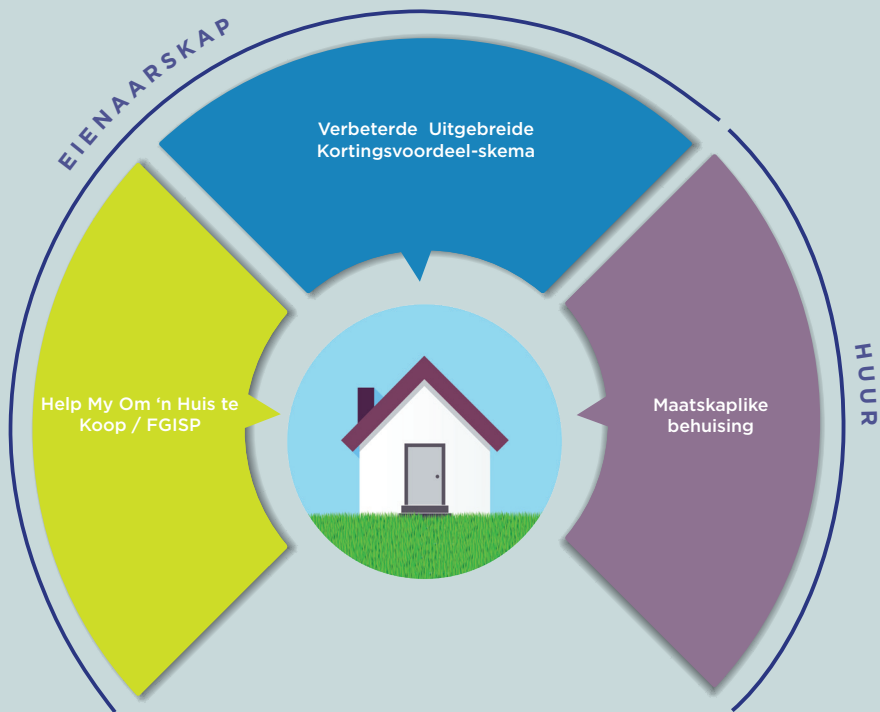 EIENAARSKAP
Verbeterde Uitgebreide
Kortingsvoordeel-skema
Help My Om ‘n Huis te
Koop / FGISP
Maatskaplike
behuising
HUUR